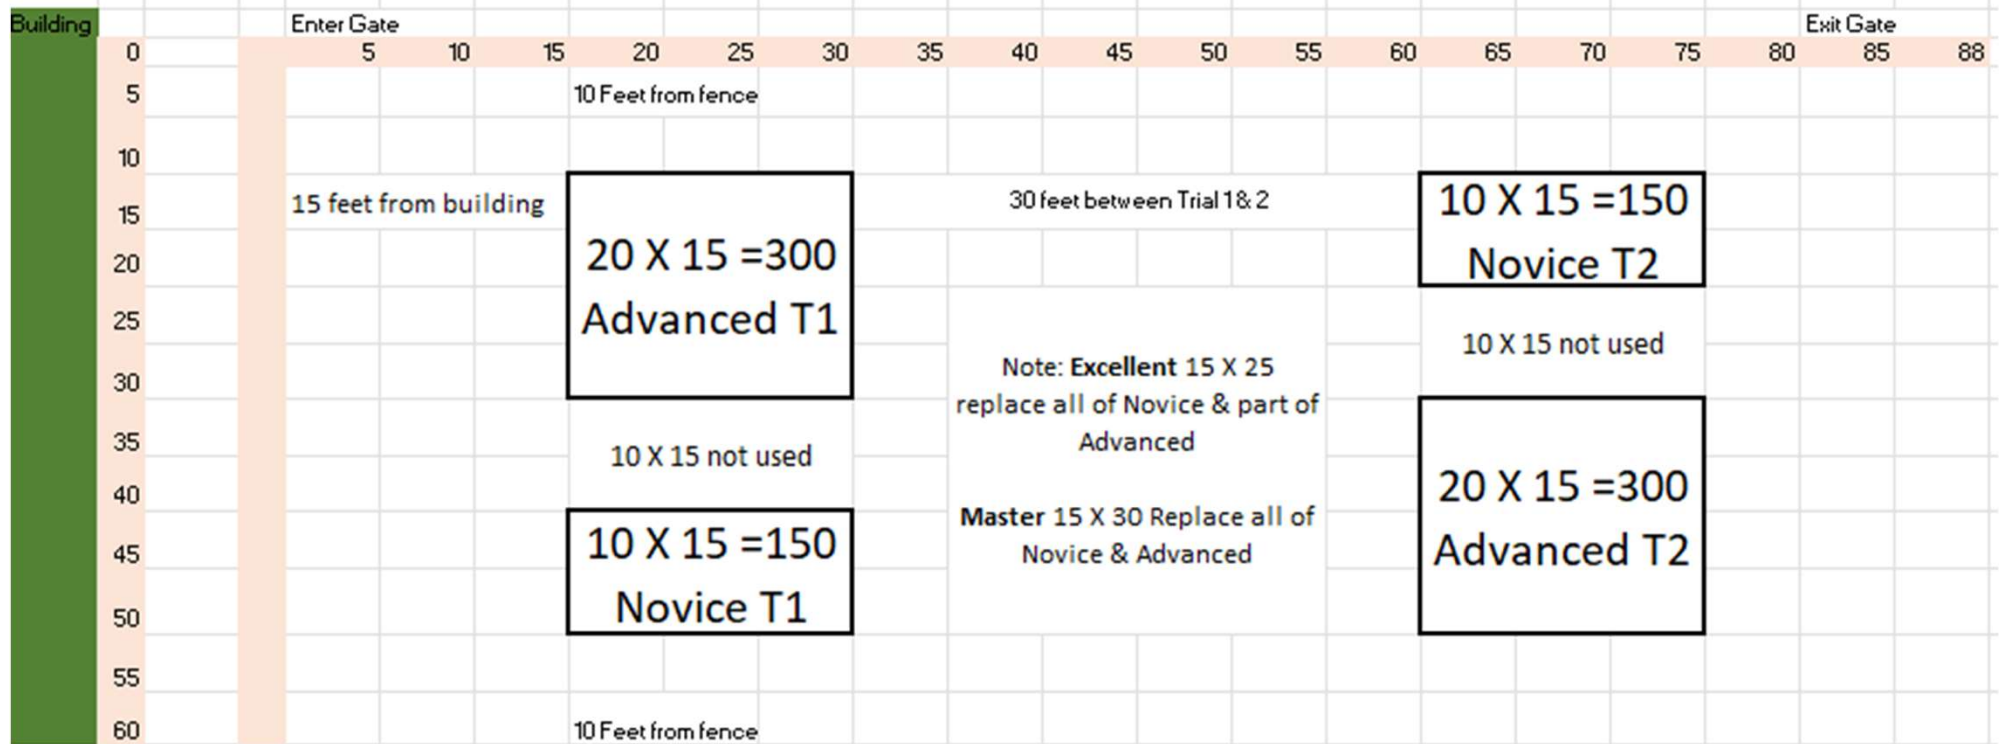 Building
Enter Gate
Exit Gate
0
5 10 15 20 25 30 35 40 45 50 55 60 65 70 75 80 85 88
5
10 Feet from fence
10
15 feet from building
15
30 feet between Trial 1 & 2
10 X 15 =150
Novice T2
20 X 15 =300
Advanced T1
20
25
10 X 15 not used
Note: Excellent 15 X 25
replace all of Novice & part of
Advanced
30
35
10 X 15 not used
40
Master 15 X 30 Replace all of
Novice & Advanced
20 X 15 =300
Advanced T2
10 X 15 =150
Novice T1
45
50
55
60
10 Feet from fence